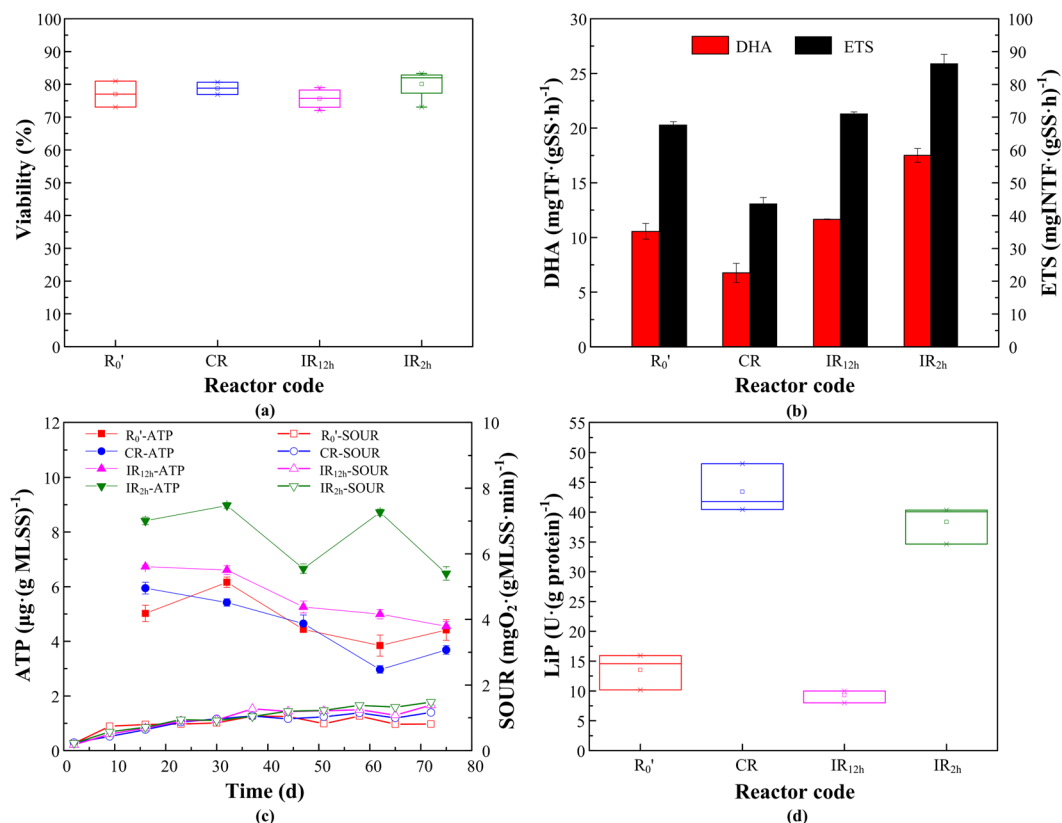 100
90
80
70
60
50
40
30
20
10
0
Viability (%)
R₀' CR IR₁₂ₕ IR₂ₕ
Reactor code
(a)
DHA ETS
30
25
20
15
10
5
0
DHA (mgTF·(gSS·h)⁻¹
100
90
80
70
60
50
40
30
20
10
0
ETS (mgINTF·(gSS·h)⁻¹
R₀' CR IR₁₂ₕ IR₂ₕ
Reactor code
(b)
R₀'-ATP R₀'-SOUR
CR-ATP CR-SOUR
IR₁₂ₕ-ATP IR₁₂ₕ-SOUR
IR₂ₕ-ATP IR₂ₕ-SOUR
12
10
8
6
4
2
0
ATP (μg·(g MLSS)⁻¹
10
8
6
4
2
0
SOUR (mgO₂·(gMLSS·min)⁻¹
0 10 20 30 40 50 60 70 80
Time (d)
(c)
55
50
45
40
35
30
25
20
15
10
5
0
LiP (U·(g protein)⁻¹
R₀' CR IR₁₂ₕ IR₂ₕ
Reactor code
(d)